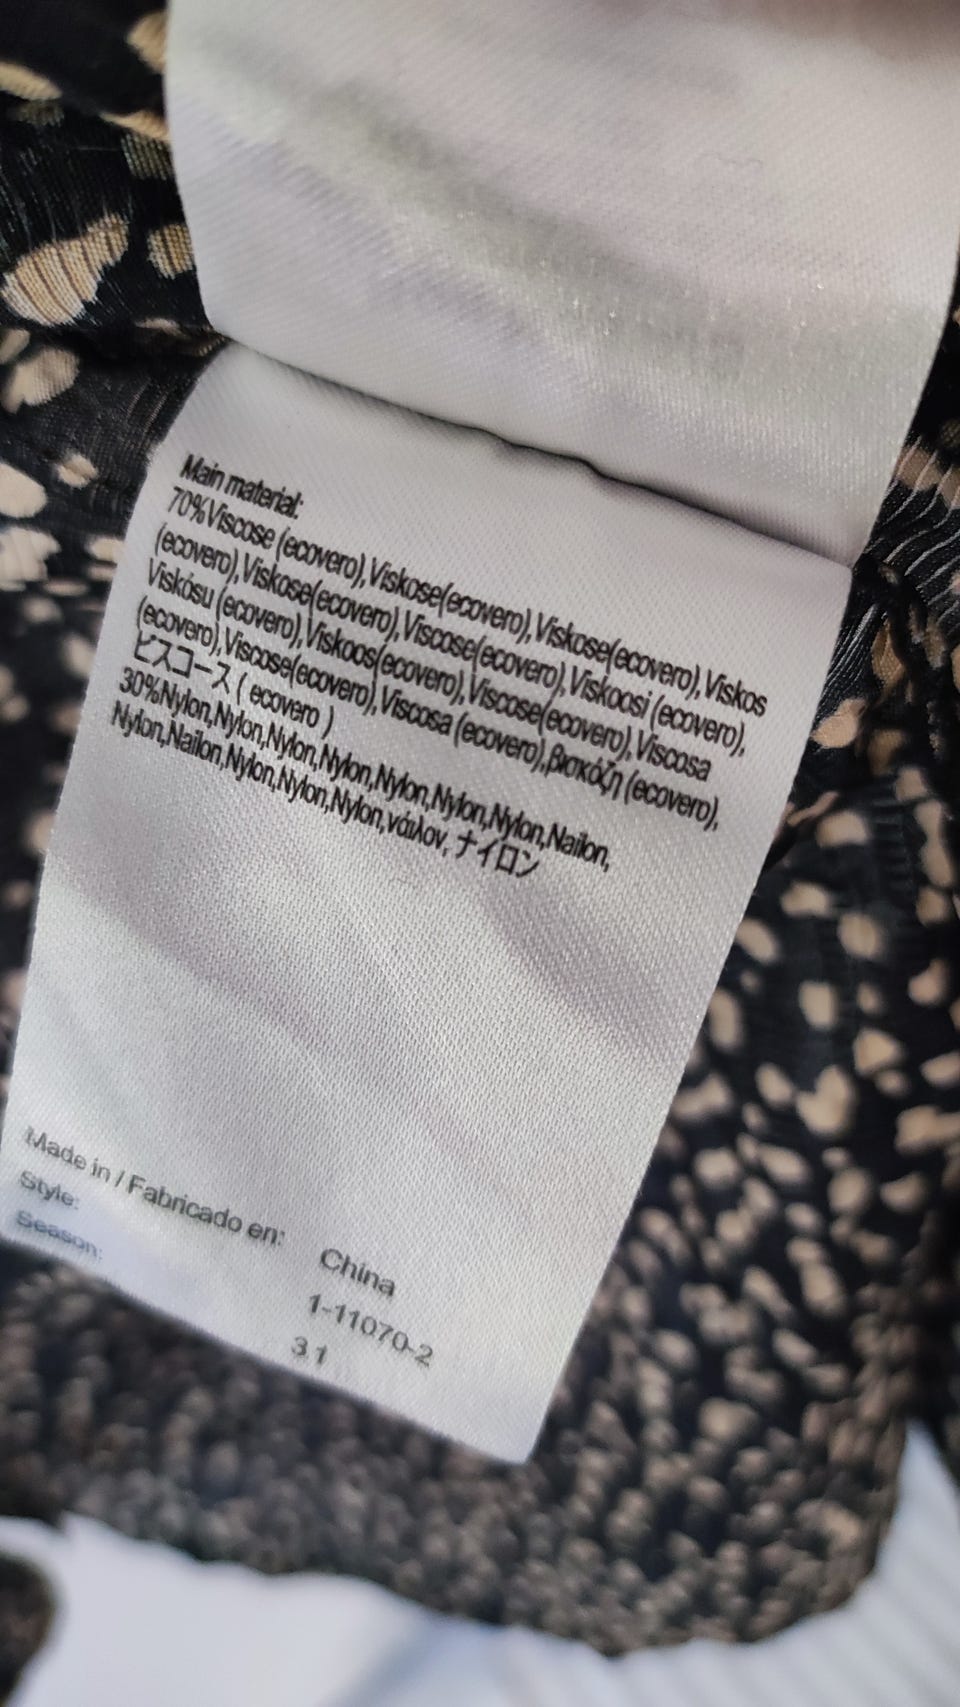 Main material:
70%Viscose (ecovero),Viskose(ecovero),Viskose(ecovero),Viskos
(ecovero),Viskose(ecovero),Viscose(ecovero),Viskoosi (ecovero),
Viskósu (ecovero),Viskoos(ecovero),Viscose(ecovero),Viscosa
(ecovero),Viscose(ecovero),Viscosa (ecovero),βισκόζη (ecovero),
ビスコース ( ecovero )
30%Nylon,Nylon,Nylon,Nylon,Nylon,Nylon,Nylon,Nailon,
Nylon,Nailon,Nylon,Nylon,Nylon,νάιλον, ナイロン
Made in / Fabricado en: China
Style: 1-11070-2
Season: 31